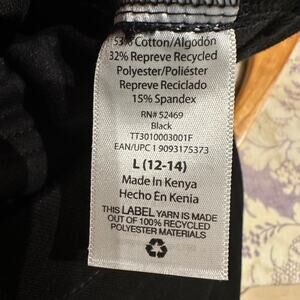 53% Cotton/Algodón
32% Repreve Recycled
Polyester/Poliéster
Repreve Reciclado
15% Spandex
RN# 52469
Black
TT3010003001F
EAN/UPC 1 9093175373
L (12-14)
Made In Kenya
Hecho En Kenia
THIS LABEL YARN IS MADE
OUT OF 100% RECYCLED
POLYESTER MATERIALS